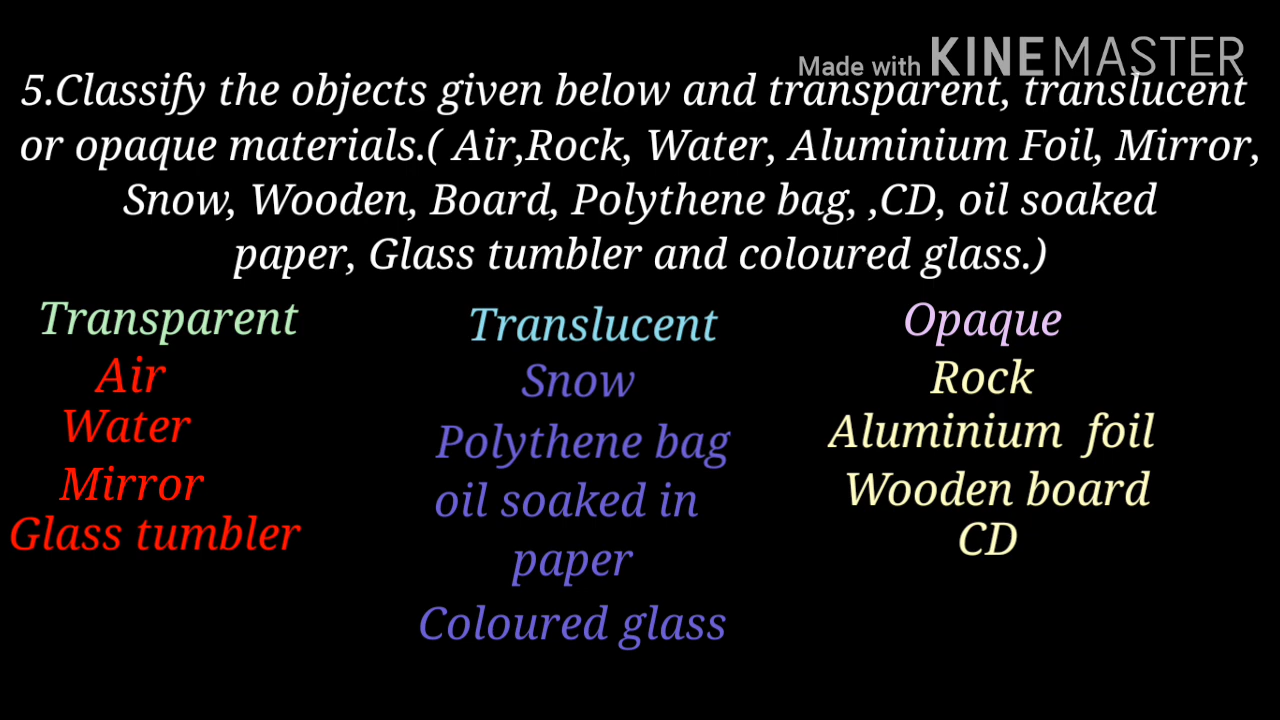 Made with KINEMASTER
5.Classify the objects given below and transparent, translucent
or opaque materials.( Air,Rock, Water, Aluminium Foil, Mirror,
Snow, Wooden, Board, Polythene bag, ,CD, oil soaked
paper, Glass tumbler and coloured glass.)
Transparent
Air
Water
Mirror
Glass tumbler
Translucent
Snow
Polythene bag
oil soaked in
paper
Coloured glass
Opaque
Rock
Aluminium foil
Wooden board
CD